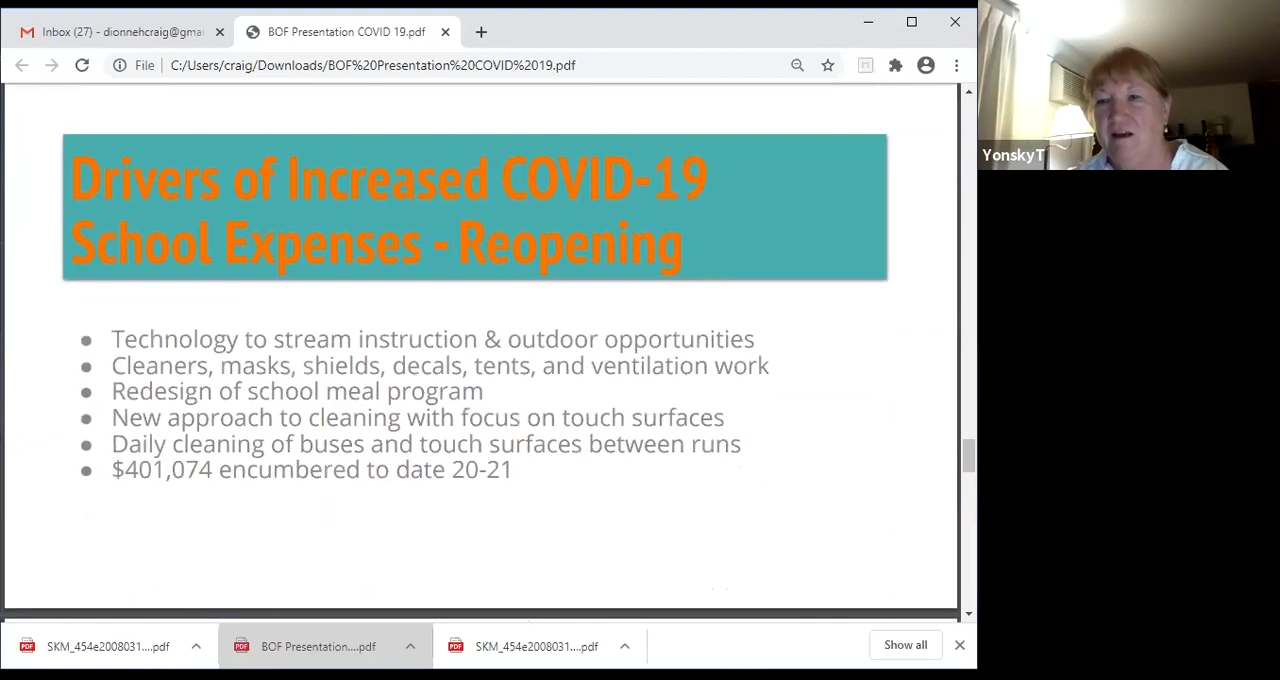 Inbox (27) - dionnehcraig@gmai
BOF Presentation COVID 19.pdf
File
C:/Users/craig/Downloads/BOF%20Presentation%20COVID%2019.pdf
YonskyT
Drivers of Increased COVID-19
School Expenses - Reopening
Technology to stream instruction & outdoor opportunities
Cleaners, masks, shields, decals, tents, and ventilation work
Redesign of school meal program
New approach to cleaning with focus on touch surfaces
Daily cleaning of buses and touch surfaces between runs
$401,074 encumbered to date 20-21
SKM_454e2008031....pdf
BOF Presentation....pdf
SKM_454e2008031....pdf
Show all